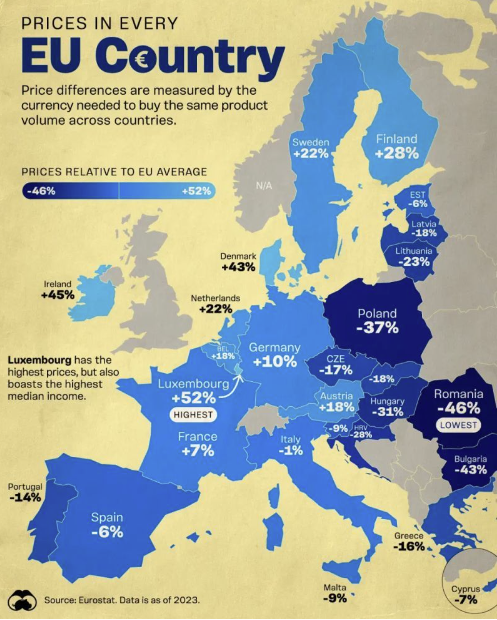 PRICES IN EVERY
EU C€untry
Price differences are measured by the
currency needed to buy the same product
volume across countries.
PRICES RELATIVE TO EU AVERAGE
-46%
+52%
N/A
Sweden
+22%
Finland
+28%
EST
-6%
Latvia
-18%
Lithuania
-23%
Denmark
+43%
Ireland
+45%
Netherlands
+22%
Poland
-37%
Luxembourg has the
highest prices, but also
boasts the highest
median income.
BEL
+18%
Germany
+10%
CZE
-17%
-18%
Luxembourg
+52%
HIGHEST
Austria
+18%
Hungary
-31%
Romania
-46%
LOWEST
France
+7%
Italy
-1%
-9%
HRV
-28%
Bulgaria
-43%
Portugal
-14%
Spain
-6%
Greece
-16%
Malta
-9%
Cyprus
-7%
Source: Eurostat. Data is as of 2023.